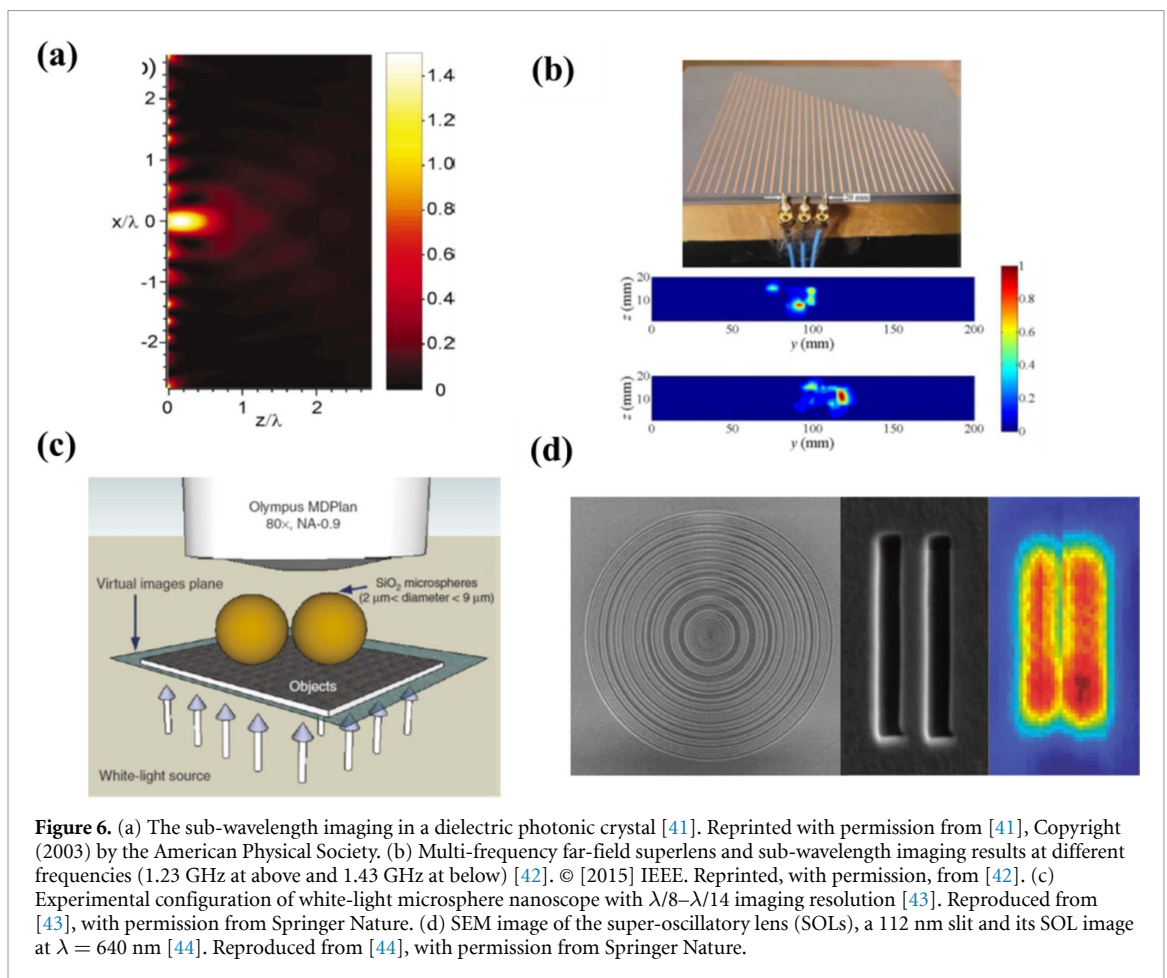 (a)
)
2
1
x/λ 0
-1
-2
0 1 2
z/λ
1.4
1.2
1.0
0.8
0.6
0.4
0.2
0
(b)
20 mm
z (mm)
20
10
0 50 100 150 200
y (mm)
z (mm)
20
10
0 50 100 150 200
y (mm)
1
0.8
0.6
0.4
0.2
0
(c)
Olympus MDPlan
80×, NA-0.9
Virtual images plane
SiO₂ microspheres
(2 μm< diameter < 9 μm)
Objects
White-light source
(d)
Figure 6. (a) The sub-wavelength imaging in a dielectric photonic crystal [41]. Reprinted with permission from [41], Copyright
(2003) by the American Physical Society. (b) Multi-frequency far-field superlens and sub-wavelength imaging results at different
frequencies (1.23 GHz at above and 1.43 GHz at below) [42]. © [2015] IEEE. Reprinted, with permission, from [42]. (c)
Experimental configuration of white-light microsphere nanoscope with λ/8–λ/14 imaging resolution [43]. Reproduced from
[43], with permission from Springer Nature. (d) SEM image of the super-oscillatory lens (SOLs), a 112 nm slit and its SOL image
at λ = 640 nm [44]. Reproduced from [44], with permission from Springer Nature.